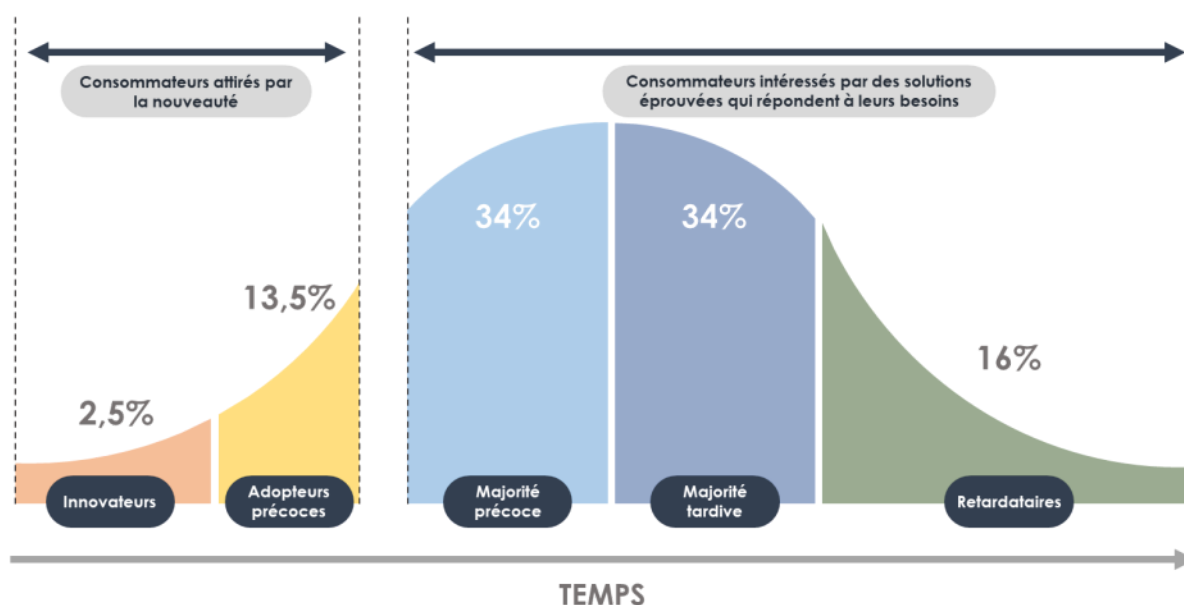 Consommateurs attirés par
la nouveauté
Consommateurs intéressés par des solutions
éprouvées qui répondent à leurs besoins
34%
34%
13,5%
16%
2,5%
Innovateurs
Adopteurs
précoces
Majorité
précoce
Majorité
tardive
Retardataires
TEMPS